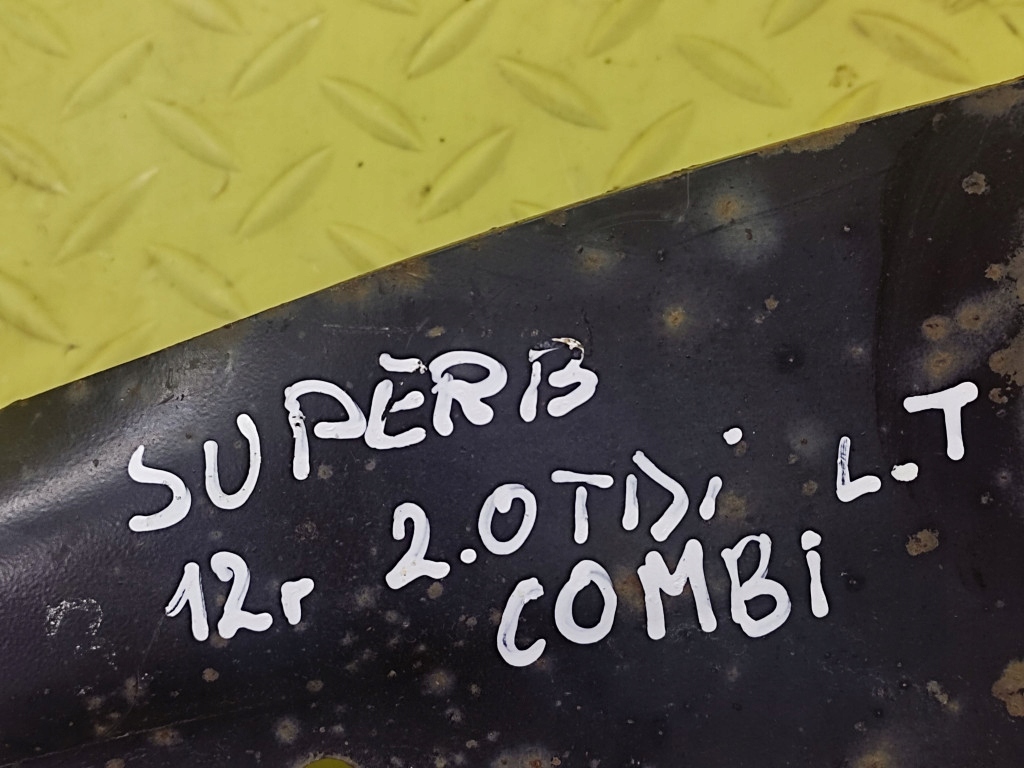 SUPERB
12r 2.0TDi L.T
COMBi